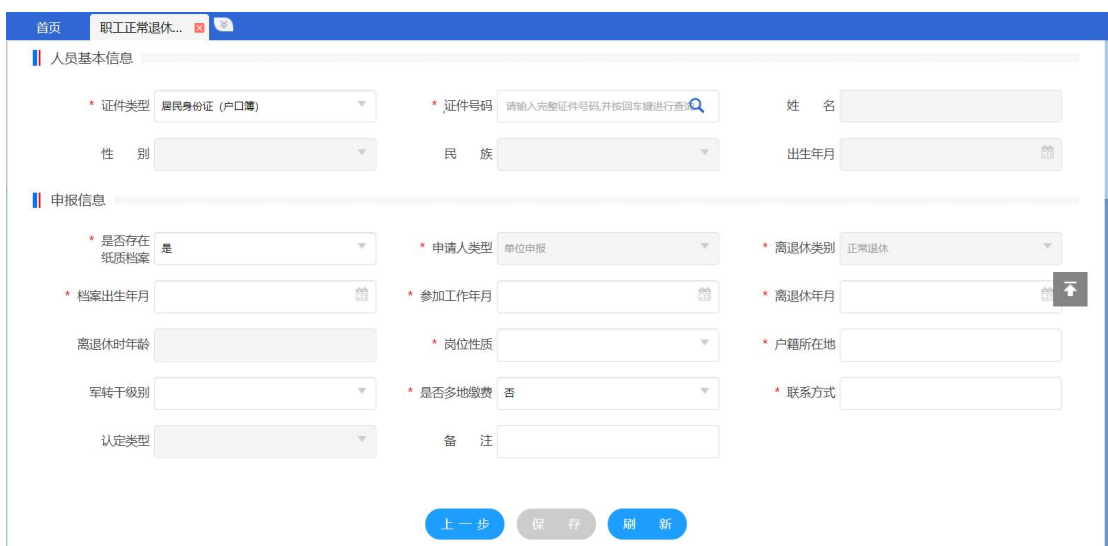 首页 职工正常退休...
人员基本信息
* 证件类型 居民身份证（户口簿） * 证件号码 请输入完整证件号码,并按回车键进行查询 姓 名
性 别 民 族 出生年月
申报信息
* 是否存在纸质档案 是 * 申请人类型 单位申报 * 离退休类别 正常退休
* 档案出生年月 * 参加工作年月 * 离退休年月
离退休时年龄 * 岗位性质 * 户籍所在地
军转干级别 * 是否多地缴费 否 * 联系方式
认定类型 备 注
上一步 保 存 刷 新